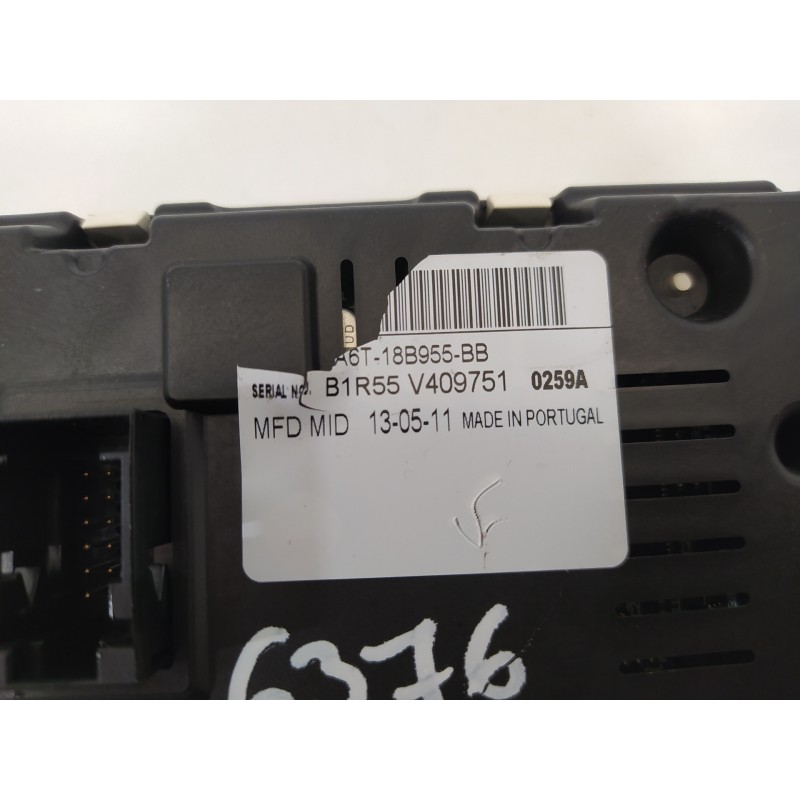 A6T-18B955-BB
SERIAL No. B1R55 V409751 0259A
MFD MID 13-05-11 MADE IN PORTUGAL
6376